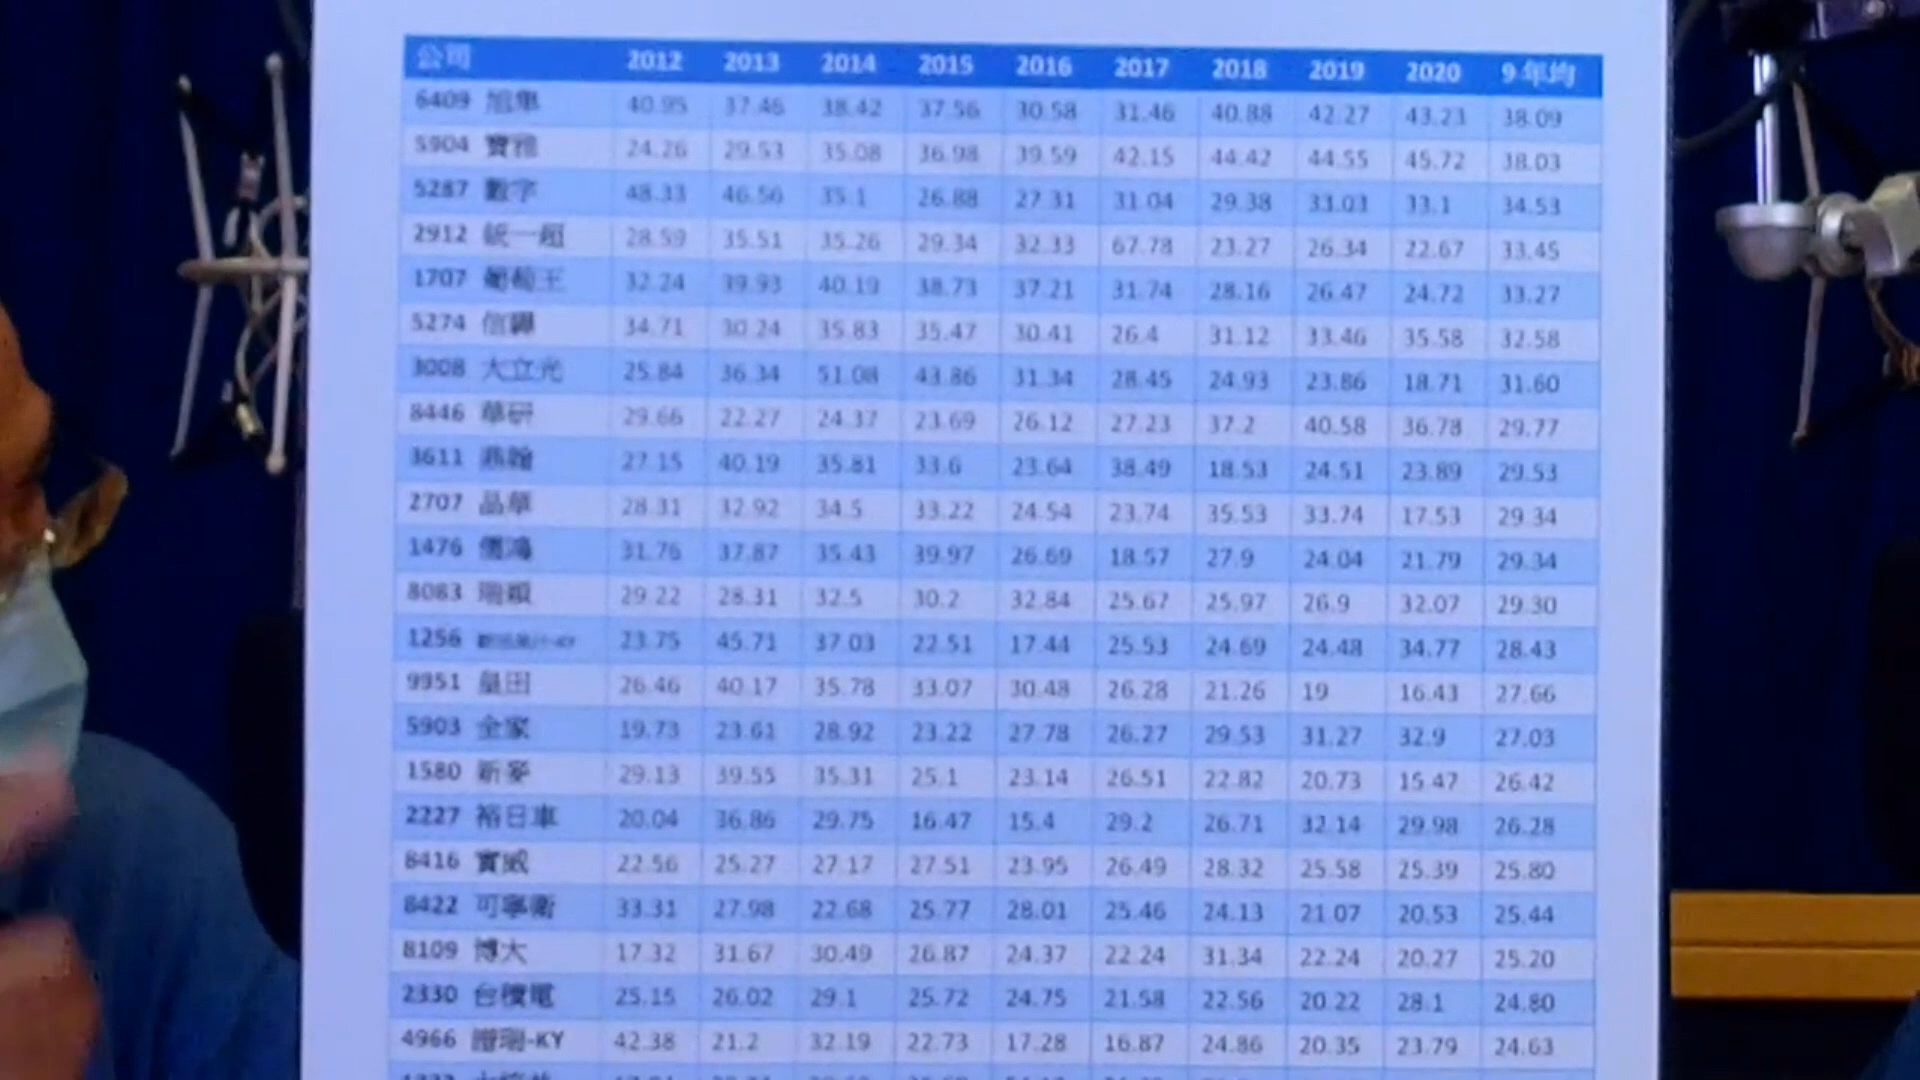 公司 2012 2013 2014 2015 2016 2017 2018 2019 2020 9年均
6409 旭隼 40.95 37.46 38.42 37.56 30.58 31.46 40.88 42.27 43.23 38.09
5904 寶雅 24.26 29.53 35.08 36.98 39.59 42.15 44.42 44.55 45.72 38.03
5287 數字 48.33 46.56 35.1 26.88 27.31 31.04 29.38 33.03 33.1 34.53
2912 統一超 28.59 35.51 35.26 29.34 32.33 67.78 23.27 26.34 22.67 33.45
1707 葡萄王 32.24 39.93 40.19 38.73 37.21 31.74 28.16 26.47 24.72 33.27
5274 信驊 34.71 30.24 35.83 35.47 30.41 26.4 31.12 33.46 35.58 32.58
3008 大立光 25.84 36.34 51.08 43.86 31.34 28.45 24.93 23.86 18.71 31.60
8446 華研 29.66 22.27 24.37 23.69 26.12 27.23 37.2 40.58 36.78 29.77
3611 鼎翰 27.15 40.19 35.81 33.6 23.64 38.49 18.53 24.51 23.89 29.53
2707 晶華 28.31 32.92 34.5 33.22 24.54 23.74 35.53 33.74 17.53 29.34
1476 儒鴻 31.76 37.87 35.43 39.97 26.69 18.57 27.9 24.04 21.79 29.34
8083 瑞穎 29.22 28.31 32.5 30.2 32.84 25.67 25.97 26.9 32.07 29.30
1256 23.75 45.71 37.03 22.51 17.44 25.53 24.69 24.48 34.77 28.43
9951 皇田 26.46 40.17 35.78 33.07 30.48 26.28 21.26 19 16.43 27.66
5903 全家 19.73 23.61 28.92 23.22 27.78 26.27 29.53 31.27 32.9 27.03
1580 新麥 29.13 39.55 35.31 25.1 23.14 26.51 22.82 20.73 15.47 26.42
2227 裕日車 20.04 36.86 29.75 16.47 15.4 29.2 26.71 32.14 29.98 26.28
8416 實威 22.56 25.27 27.17 27.51 23.95 26.49 28.32 25.58 25.39 25.80
8422 可寧衛 33.31 27.98 22.68 25.77 28.01 25.46 24.13 21.07 20.53 25.44
8109 博大 17.32 31.67 30.49 26.87 24.37 22.24 31.34 22.24 20.27 25.20
2330 台積電 25.15 26.02 29.1 25.72 24.75 21.58 22.56 20.22 28.1 24.80
4966 譜瑞-KY 42.38 21.2 32.19 22.73 17.28 16.87 24.86 20.35 23.79 24.63